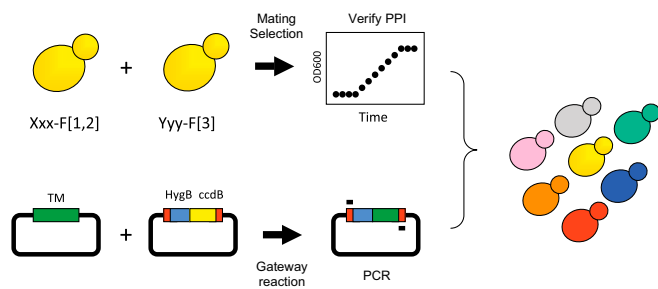 Mating
Selection
Verify PPI
OD600
Time
Xxx-F[1,2]
Yyy-F[3]
TM
HygB ccdB
Gateway
reaction
PCR